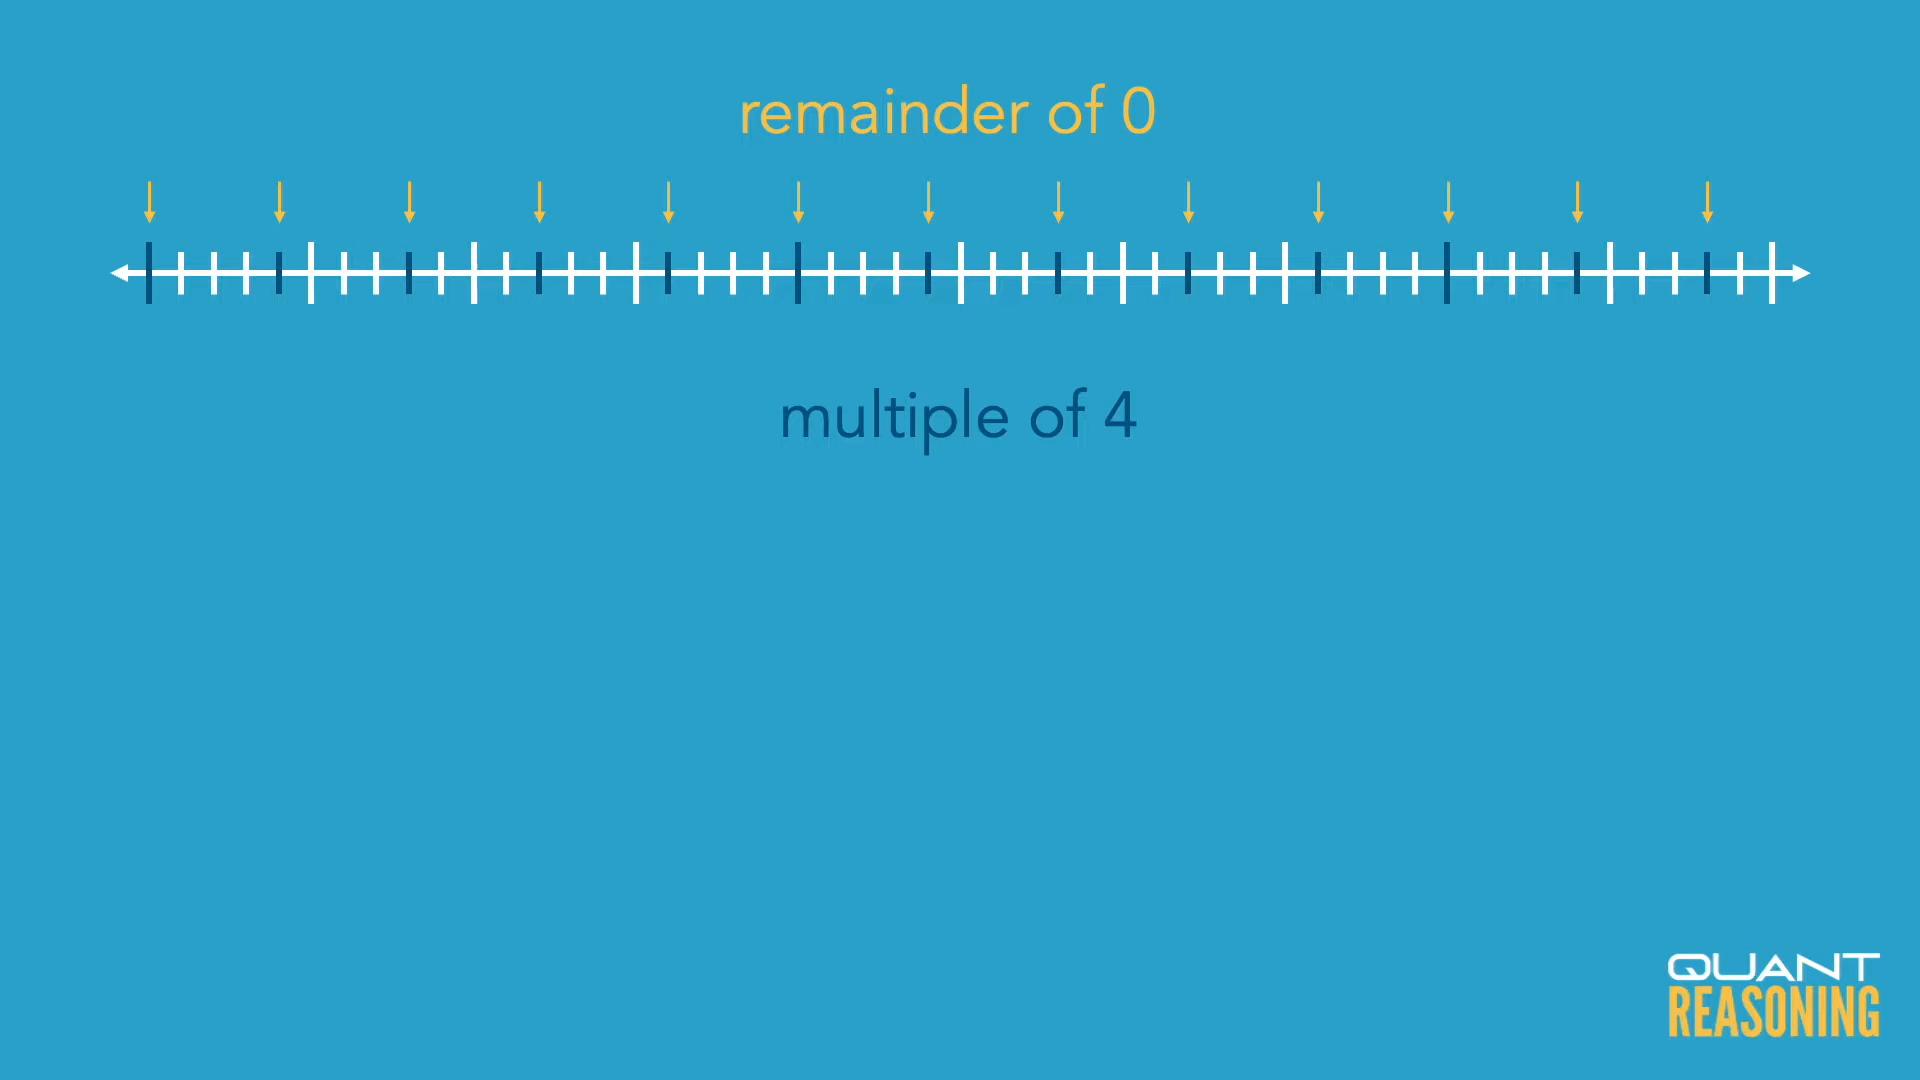 remainder of 0
multiple of 4
QUANT
REASONING